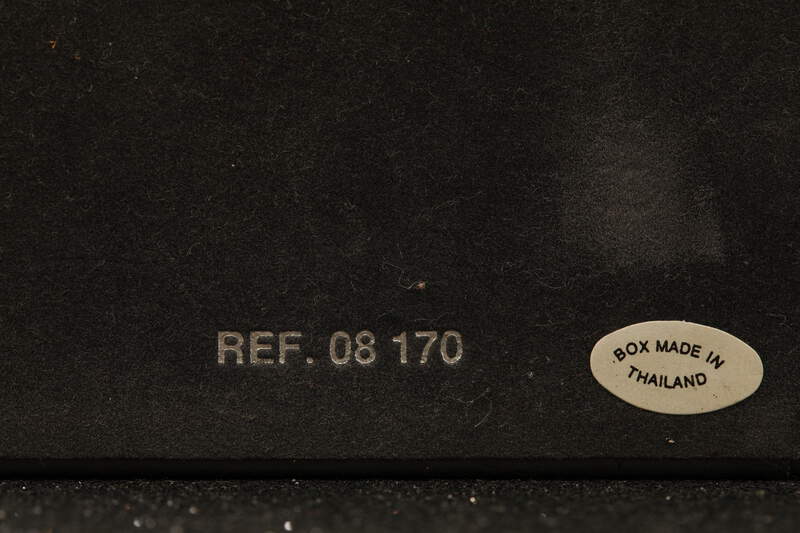 REF. 08 170
BOX MADE IN
THAILAND